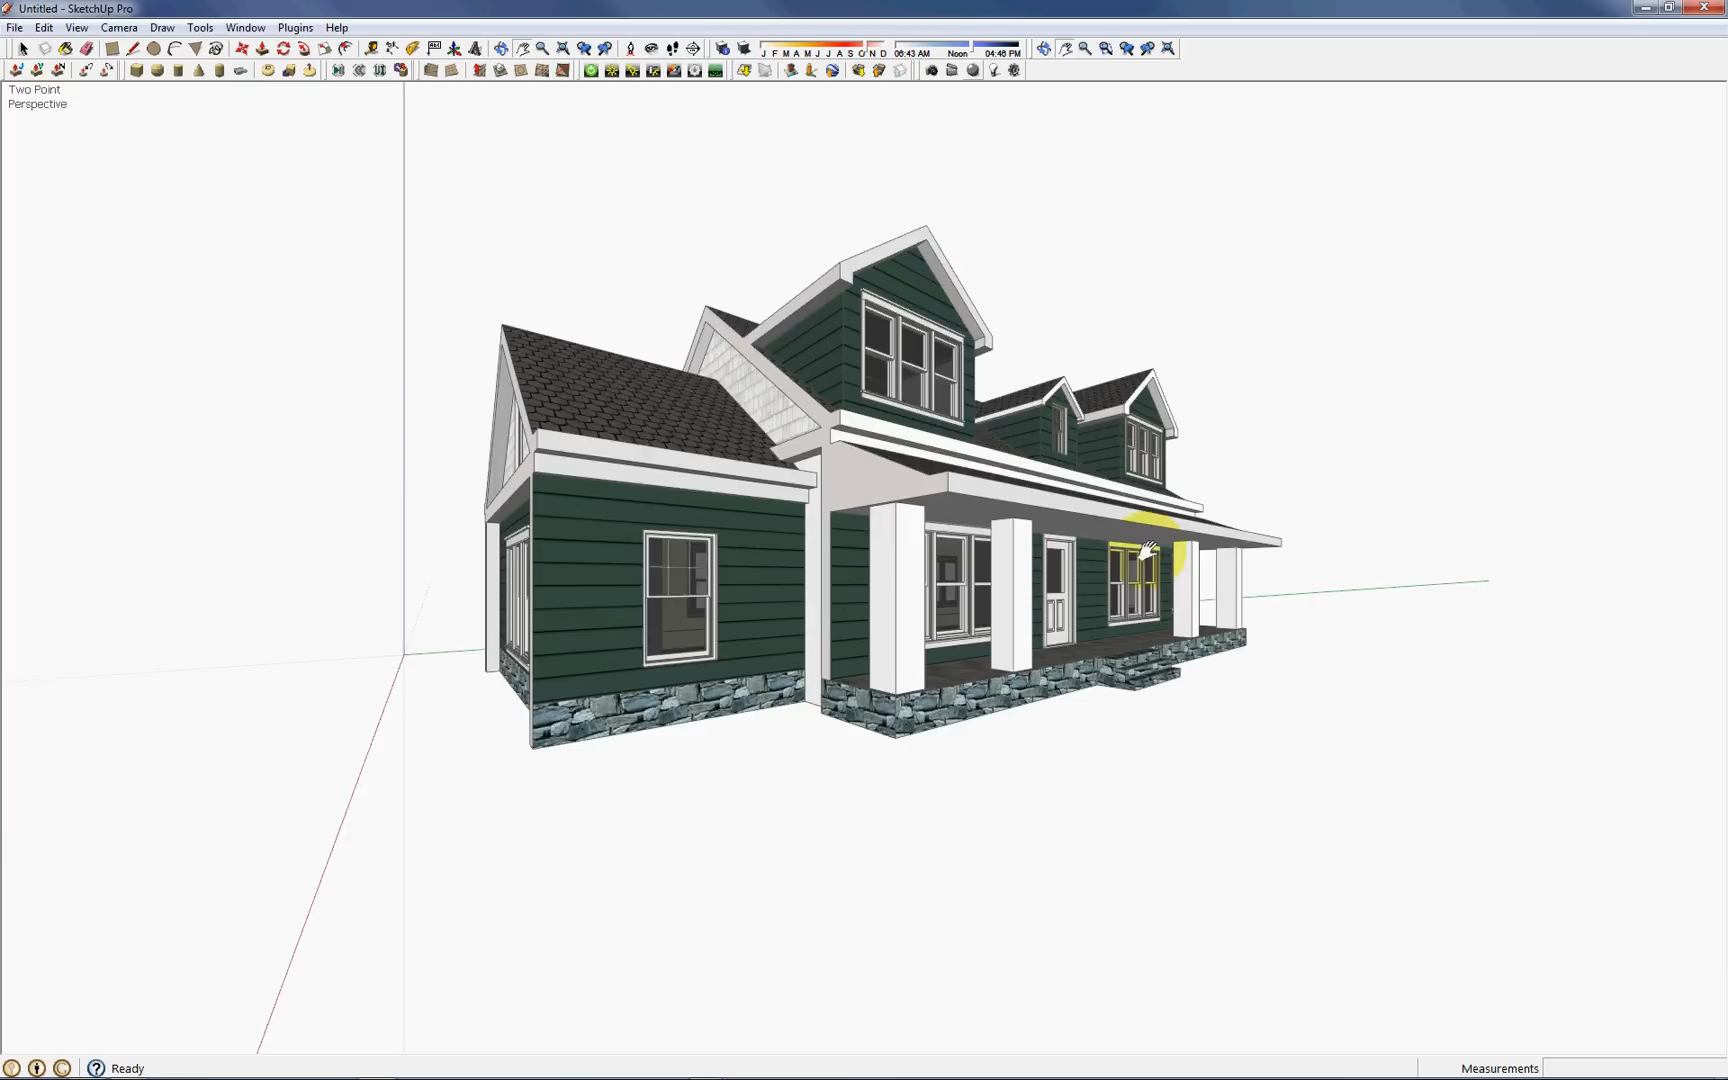 Untitled - SketchUp Pro
File Edit View Camera Draw Tools Window Plugins Help
J F M A M J J A S O N D 06:43 AM Noon 04:46 PM
Two Point
Perspective
Ready
Measurements